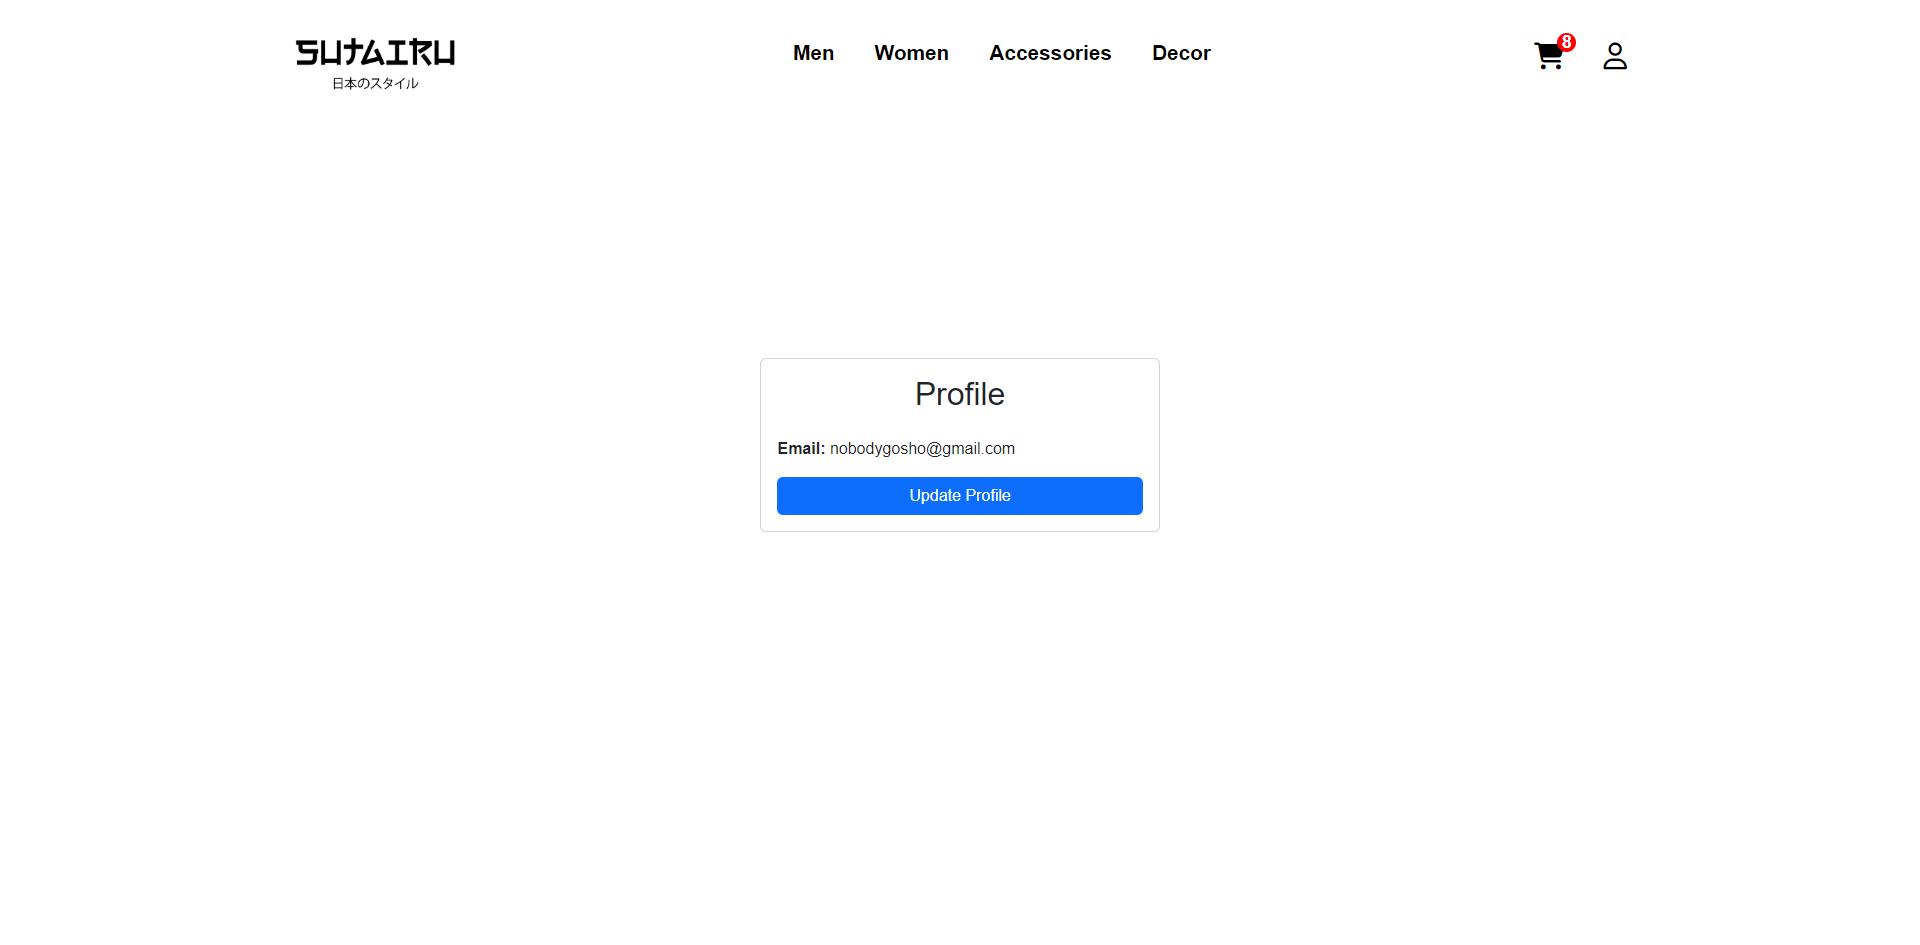 SUTAIRU
日本のスタイル
Men Women Accessories Decor
8
Profile
Email: nobodygosho@gmail.com
Update Profile